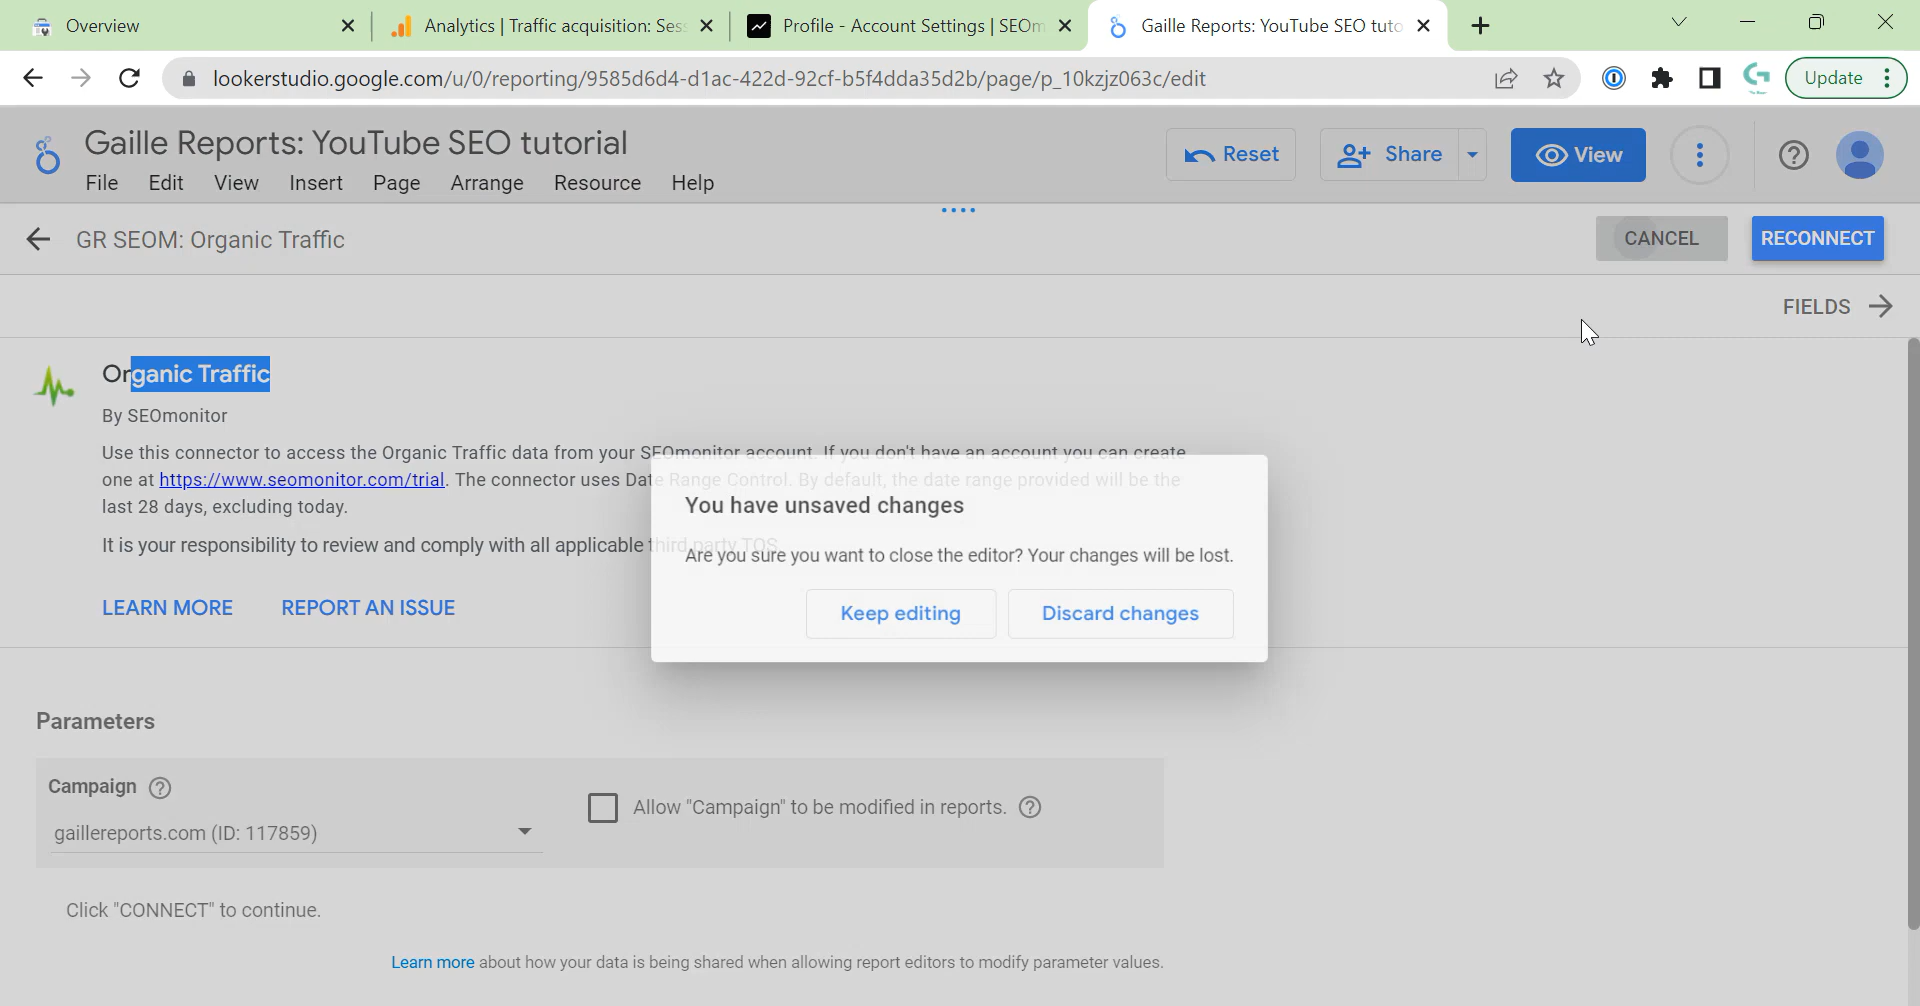 Overview
Analytics | Traffic acquisition: Sess
Profile - Account Settings | SEOm
Gaille Reports: YouTube SEO tuto
lookerstudio.google.com/u/0/reporting/9585d6d4-d1ac-422d-92cf-b5f4dda35d2b/page/p_10kzjz063c/edit
Update
Gaille Reports: YouTube SEO tutorial
Reset
Share
View
File Edit View Insert Page Arrange Resource Help
GR SEOM: Organic Traffic
CANCEL
RECONNECT
FIELDS
Organic Traffic
By SEOmonitor
Use this connector to access the Organic Traffic data from your SEOmonitor account. If you don't have an account you can create
one at https://www.seomonitor.com/trial. The connector uses Date Range Control. By default, the date range provided will be the
last 28 days, excluding today.
It is your responsibility to review and comply with all applicable third party TOS.
LEARN MORE REPORT AN ISSUE
You have unsaved changes
Are you sure you want to close the editor? Your changes will be lost.
Keep editing
Discard changes
Parameters
Campaign
gaillereports.com (ID: 117859)
Allow "Campaign" to be modified in reports.
Click "CONNECT" to continue.
Learn more about how your data is being shared when allowing report editors to modify parameter values.